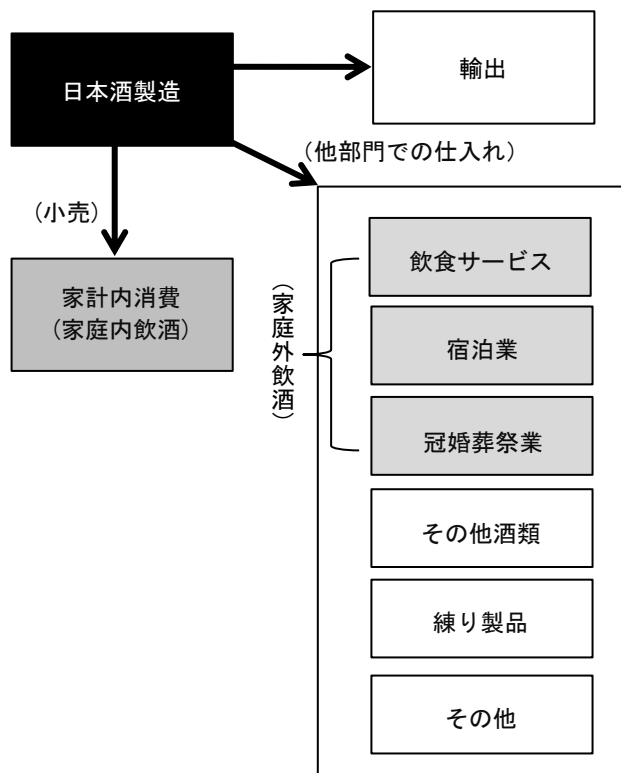 日本酒製造
輸出
（他部門での仕入れ）
（小売）
家計内消費
（家庭内飲酒）
（家庭外飲酒）
飲食サービス
宿泊業
冠婚葬祭業
その他酒類
練り製品
その他